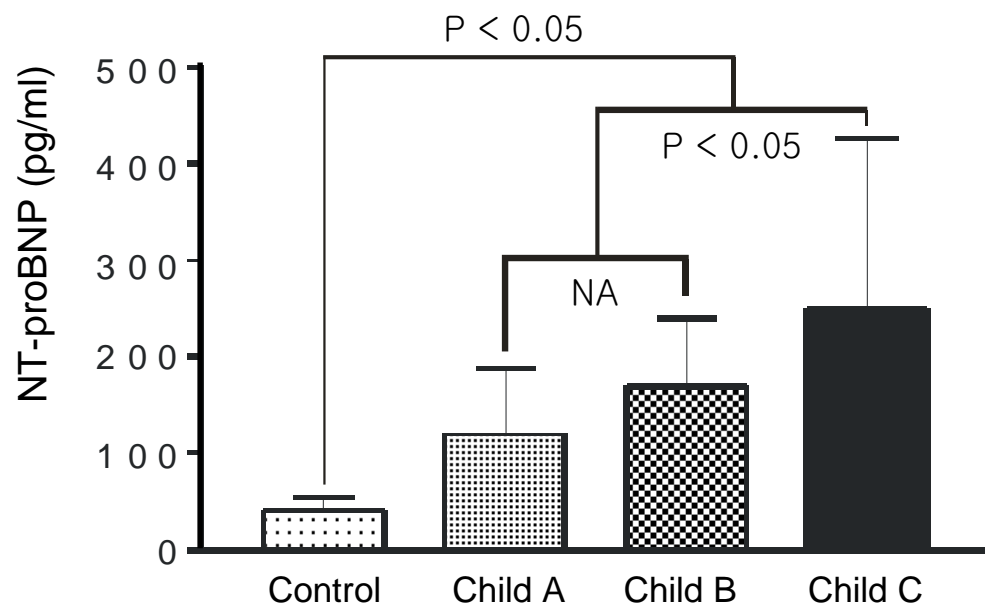 P < 0.05
NT-proBNP (pg/ml)
500
400
300
200
100
0
P < 0.05
NA
Control
Child A
Child B
Child C